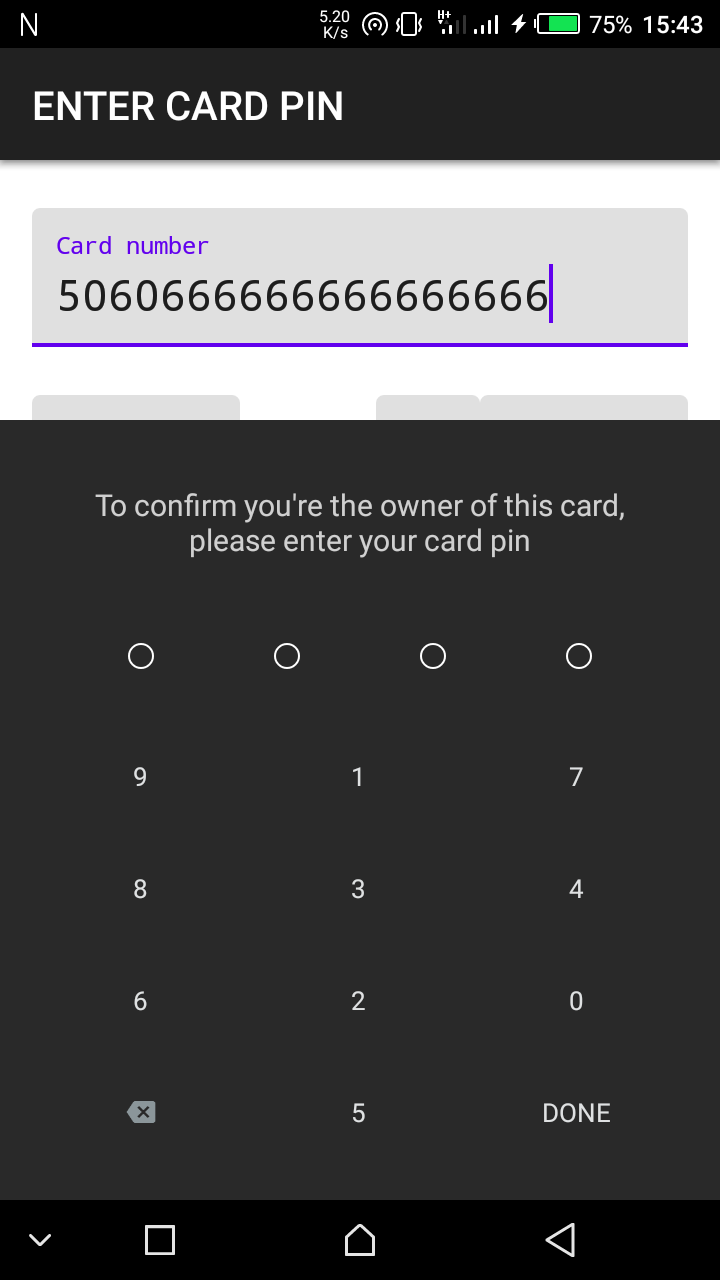 N
5.20
K/s
H+
75%
15:43
ENTER CARD PIN
Card number
5060666666666666666
To confirm you're the owner of this card,
please enter your card pin
9 1 7
8 3 4
6 2 0
5 DONE